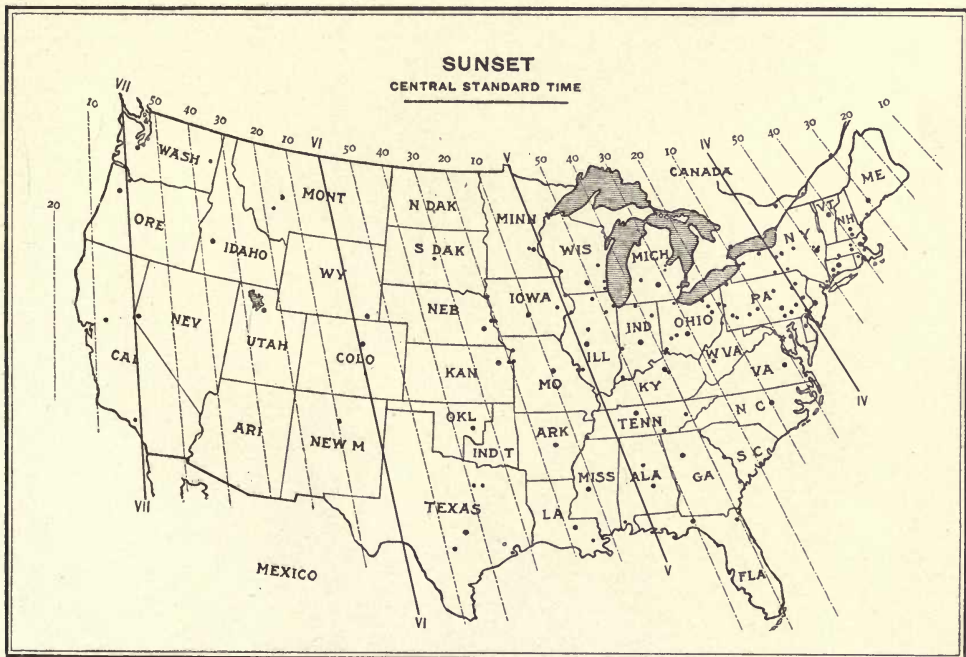 SUNSET
CENTRAL STANDARD TIME
VII
10
50
40
30
20
10
VI
50
40
30
20
10
V
50
40
30
20
10
IV
50
40
30
20
10
20
CANADA
WASH
MONT
N DAK
MINN
ME
VT
NH
ORE
IDAHO
S DAK
WIS
MICH
N Y
WY
IOWA
PA
NEV
NEB
OHIO
IND
UTAH
COLO
ILL
W VA
CAL
KAN
MO
KY
VA
IV
ARI
NEW M
OKL
TENN
N C
ARK
IND T
S C
MISS
ALA
GA
VII
TEXAS
LA
V
MEXICO
FLA
VI